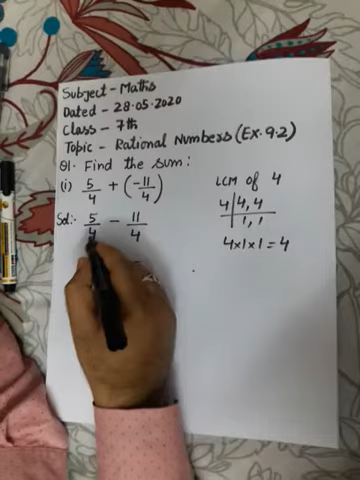 Subject - Maths
Dated - 28.05.2020
Class - 7th
Topic - Rational Numbers (Ex. 9.2)
Q1. Find the sum:
(i) 5/4 + (-11/4)
LCM of 4
4 | 4, 4
1, 1
4×1×1 = 4
Sol:- 5/4 - 11/4